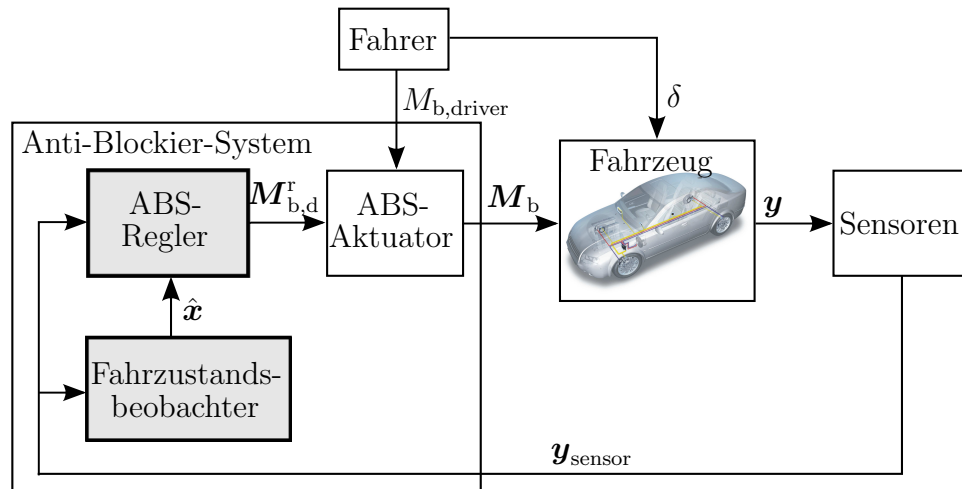 Fahrer
M_b,driver
δ
Anti-Blockier-System
ABS-
Regler
M^r_b,d
ABS-
Aktuator
M_b
Fahrzeug
y
Sensoren
x̂
Fahrzustands-
beobachter
y_sensor